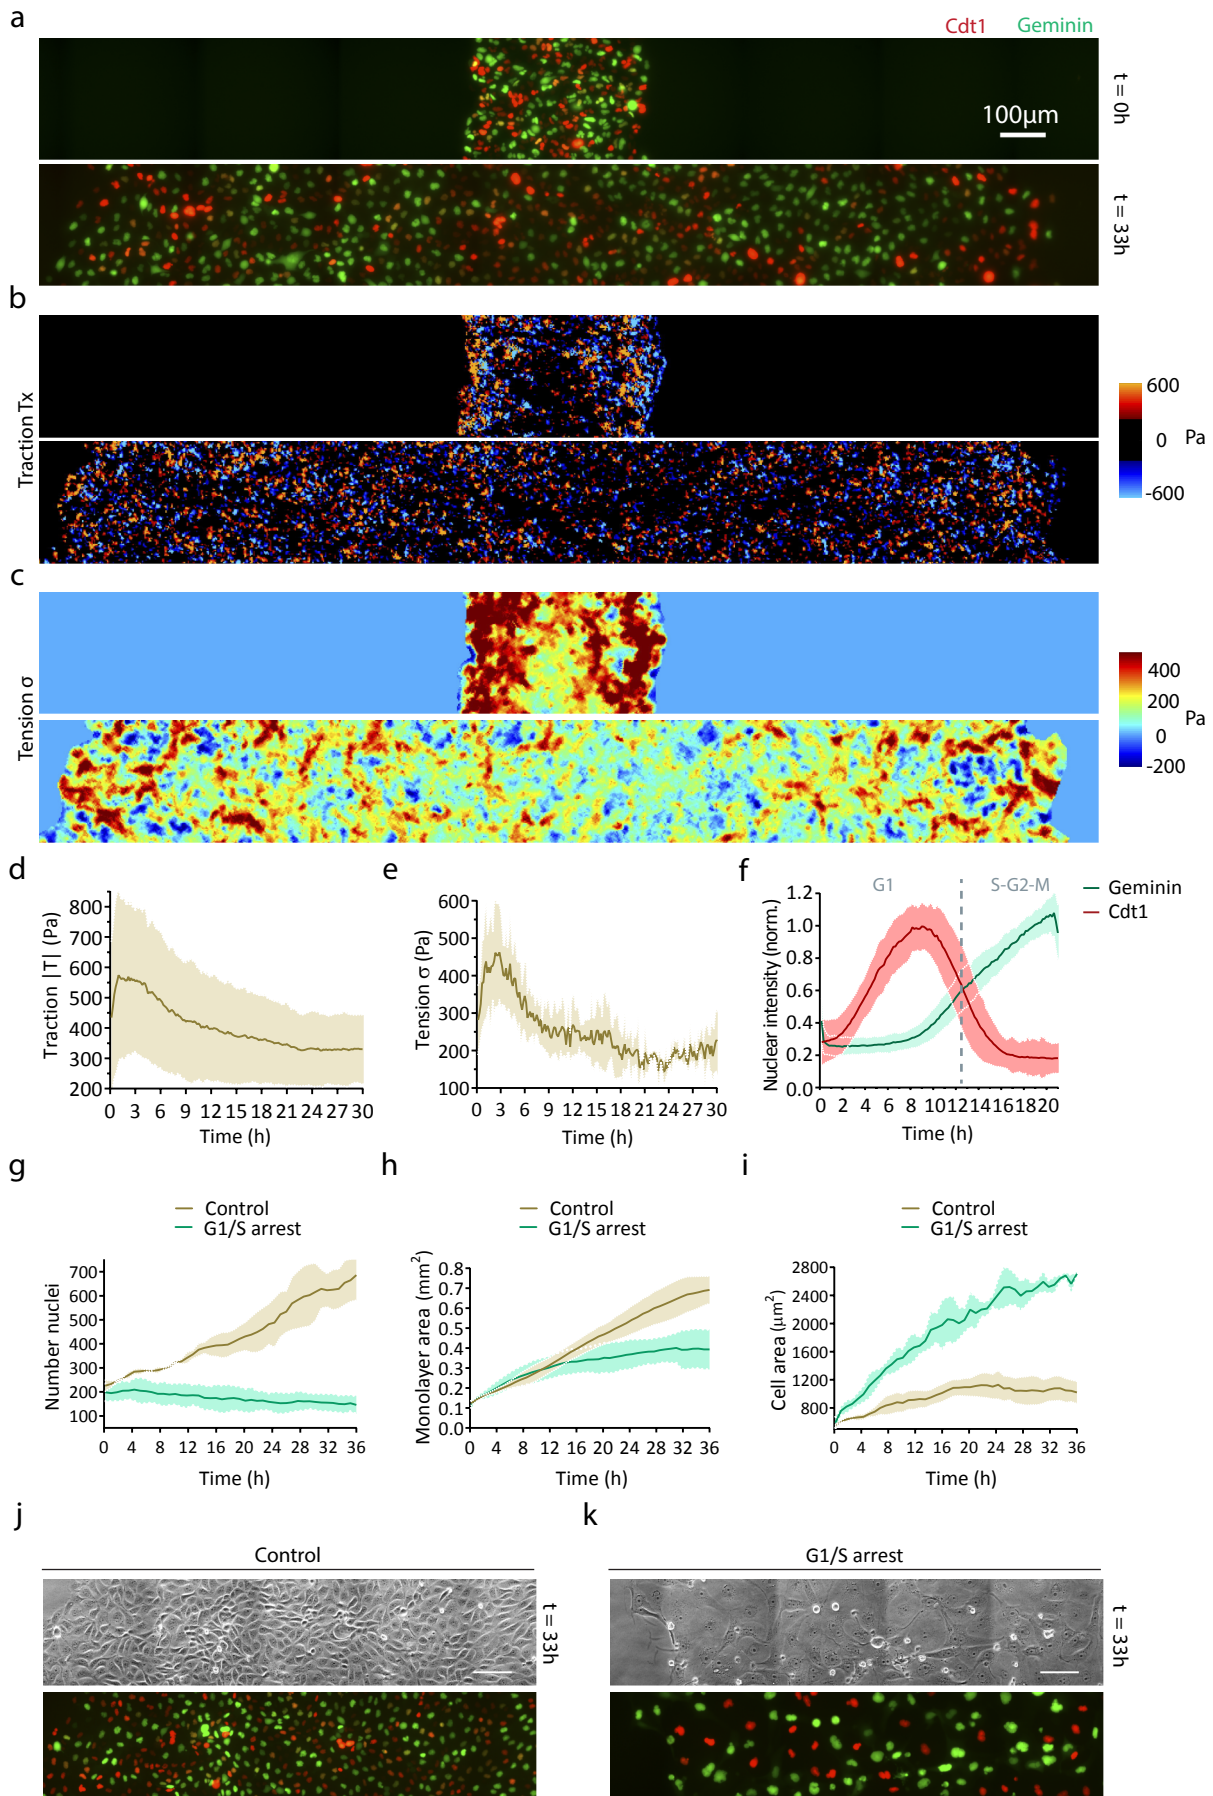 a
Cdt1 Geminin
t = 0h
100μm
t = 33h
b
Traction Tx
600
0 Pa
-600
c
Tension σ
400
200
Pa
0
-200
d
Traction |T| (Pa)
800
700
600
500
400
300
200
0 3 6 9 12 15 18 21 24 27 30
Time (h)
e
Tension σ (Pa)
600
500
400
300
200
100
0 3 6 9 12 15 18 21 24 27 30
Time (h)
f
G1 S-G2-M
Geminin
Cdt1
Nuclear intensity (norm.)
1.2
1.0
0.8
0.6
0.4
0.2
0.0
0 2 4 6 8 10 12 14 16 18 20
Time (h)
g
Control
G1/S arrest
Number nuclei
700
600
500
400
300
200
100
0 4 8 12 16 20 24 28 32 36
Time (h)
h
Control
G1/S arrest
Monolayer area (mm²)
0.8
0.7
0.6
0.5
0.4
0.3
0.2
0.1
0.0
0 4 8 12 16 20 24 28 32 36
Time (h)
i
Control
G1/S arrest
Cell area (μm²)
2800
2400
2000
1600
1200
800
0 4 8 12 16 20 24 28 32 36
Time (h)
j
Control
t = 33h
k
G1/S arrest
t = 33h